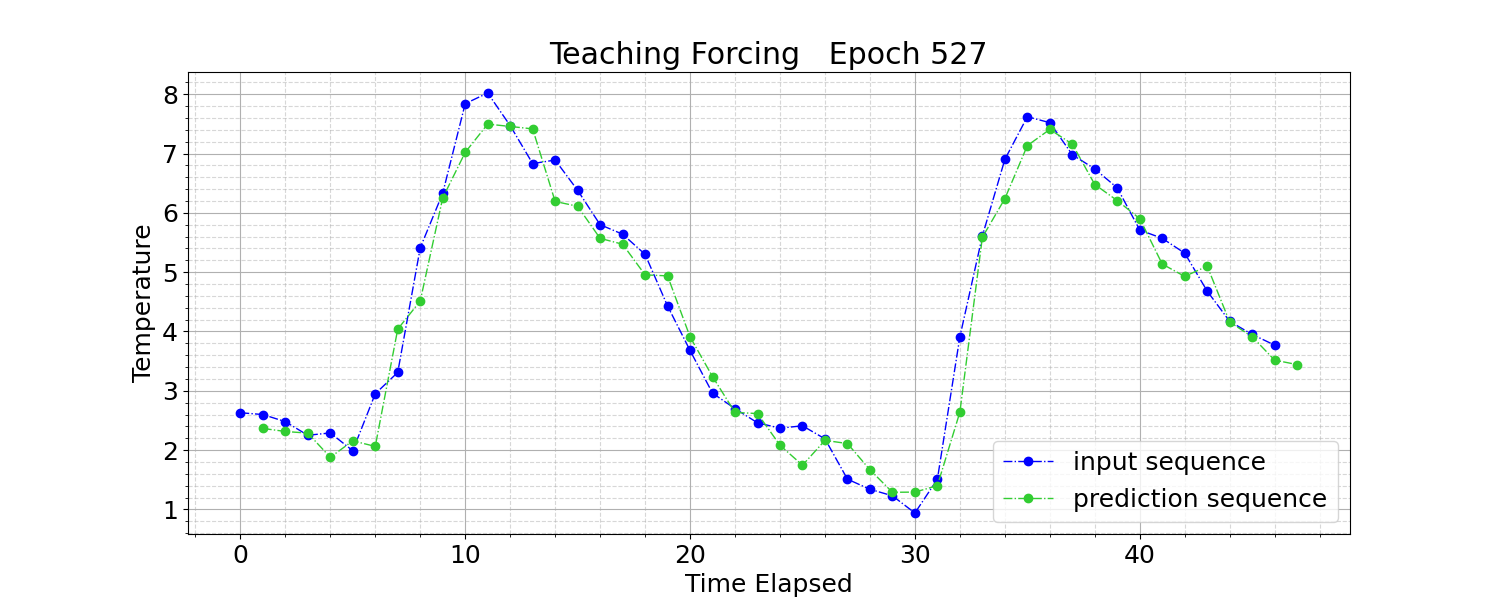 Teaching Forcing   Epoch 527
8
7
6
5
4
3
2
1
Temperature
0 10 20 30 40
Time Elapsed
input sequence
prediction sequence